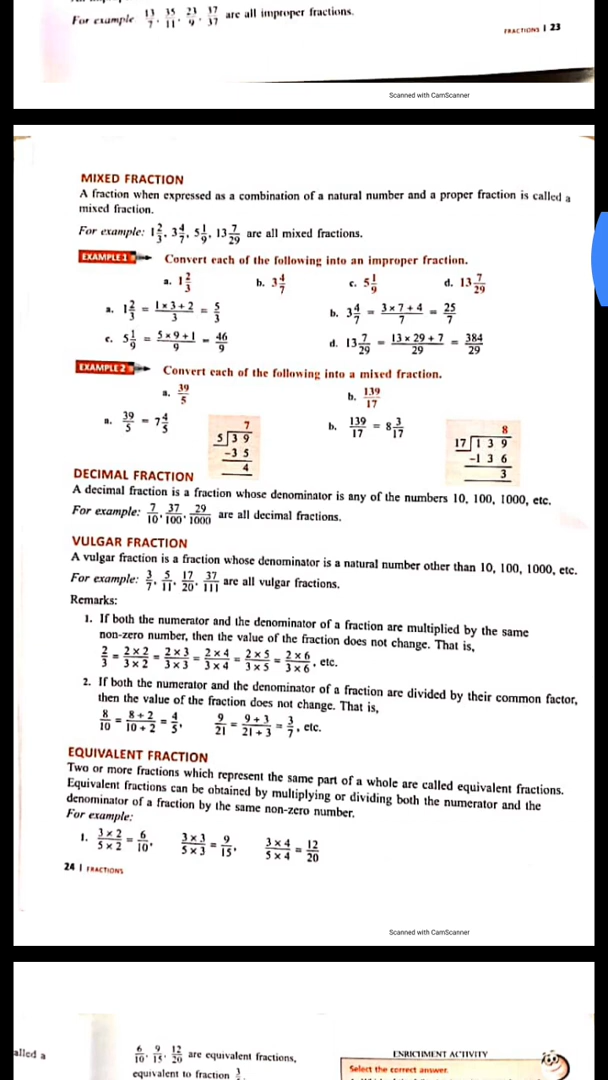 For example 13/7, 35/11, 23/9, 37/37 are all improper fractions.
FRACTIONS | 23
Scanned with CamScanner
MIXED FRACTION
A fraction when expressed as a combination of a natural number and a proper fraction is called a
mixed fraction.
For example: 1 2/3, 3 4/7, 5 1/9, 13 7/29 are all mixed fractions.
EXAMPLE 1 Convert each of the following into an improper fraction.
a. 1 2/3 b. 3 4/7 c. 5 1/9 d. 13 7/29
a. 1 2/3 = 1 × 3 + 2/3 = 5/3 b. 3 4/7 = 3 × 7 + 4/7 = 25/7
c. 5 1/9 = 5 × 9 + 1/9 = 46/9 d. 13 7/29 = 13 × 29 + 7/29 = 384/29
EXAMPLE 2 Convert each of the following into a mixed fraction.
a. 39/5 b. 139/17
a. 39/5 = 7 4/5 b. 139/17 = 8 3/17
7
5 3 9
-3 5
4
8
17 1 3 9
-1 3 6
3
DECIMAL FRACTION
A decimal fraction is a fraction whose denominator is any of the numbers 10, 100, 1000, etc.
For example: 7/10, 37/100, 29/1000 are all decimal fractions.
VULGAR FRACTION
A vulgar fraction is a fraction whose denominator is a natural number other than 10, 100, 1000, etc.
For example: 3/7, 5/11, 17/20, 37/111 are all vulgar fractions.
Remarks:
1. If both the numerator and the denominator of a fraction are multiplied by the same
non-zero number, then the value of the fraction does not change. That is,
2/3 = 2 × 2/3 × 2 = 2 × 3/3 × 3 = 2 × 4/3 × 4 = 2 × 5/3 × 5 = 2 × 6/3 × 6, etc.
2. If both the numerator and the denominator of a fraction are divided by their common factor,
then the value of the fraction does not change. That is,
8/10 = 8 ÷ 2/10 ÷ 2 = 4/5, 9/21 = 9 ÷ 3/21 ÷ 3 = 3/7, etc.
EQUIVALENT FRACTION
Two or more fractions which represent the same part of a whole are called equivalent fractions.
Equivalent fractions can be obtained by multiplying or dividing both the numerator and the
denominator of a fraction by the same non-zero number.
For example:
1. 3 × 2/5 × 2 = 6/10, 3 × 3/5 × 3 = 9/15, 3 × 4/5 × 4 = 12/20
24 | FRACTIONS
Scanned with CamScanner
alled a
6/10, 9/15, 12/20 are equivalent fractions,
equivalent to fraction
ENRICHMENT ACTIVITY
Select the correct answer.